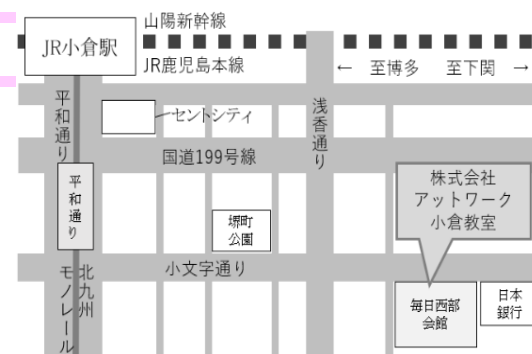 山陽新幹線
JR小倉駅
JR鹿児島本線
← 至博多 至下関 →
平和通り
セントシティ
浅香通り
国道199号線
株式会社
アットワーク
小倉教室
平和通り
堺町
公園
小文字通り
北九州
モノレール
毎日西部
会館
日本
銀行